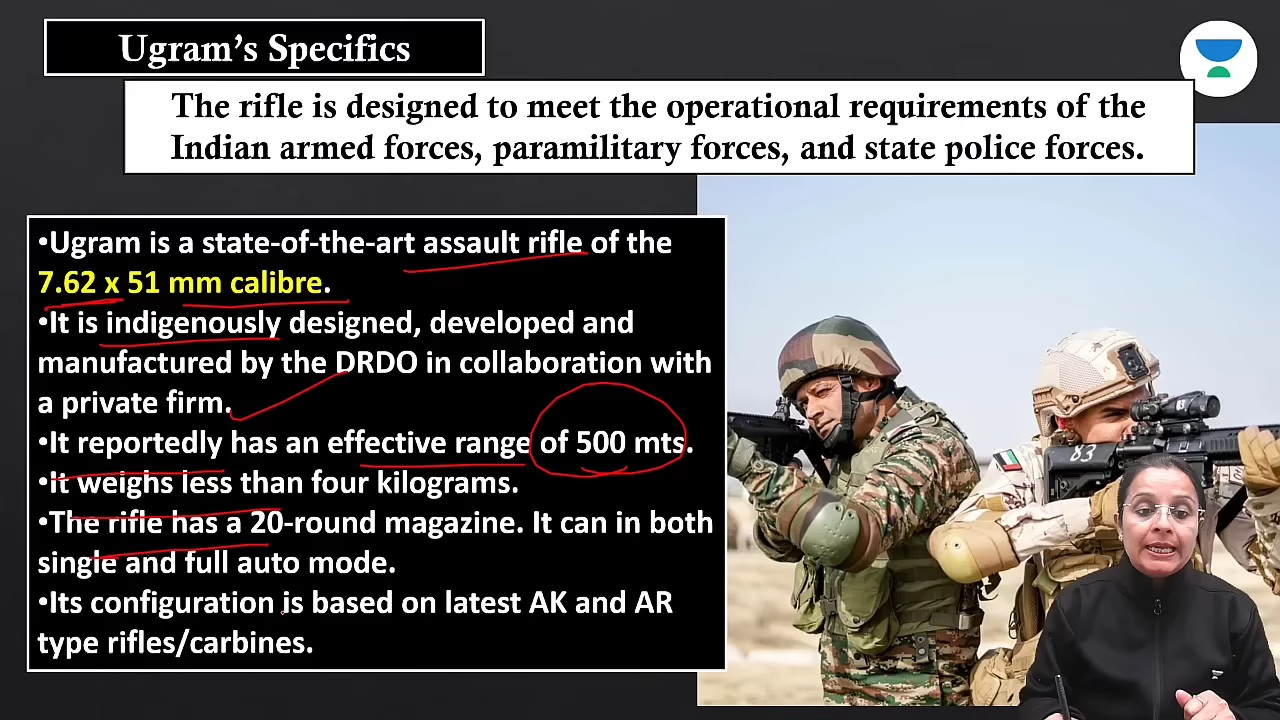 Ugram's Specifics
The rifle is designed to meet the operational requirements of the
Indian armed forces, paramilitary forces, and state police forces.
•Ugram is a state-of-the-art assault rifle of the
7.62 x 51 mm calibre.
•It is indigenously designed, developed and
manufactured by the DRDO in collaboration with
a private firm.
•It reportedly has an effective range of 500 mts.
•It weighs less than four kilograms.
•The rifle has a 20-round magazine. It can in both
single and full auto mode.
•Its configuration is based on latest AK and AR
type rifles/carbines.
83
83